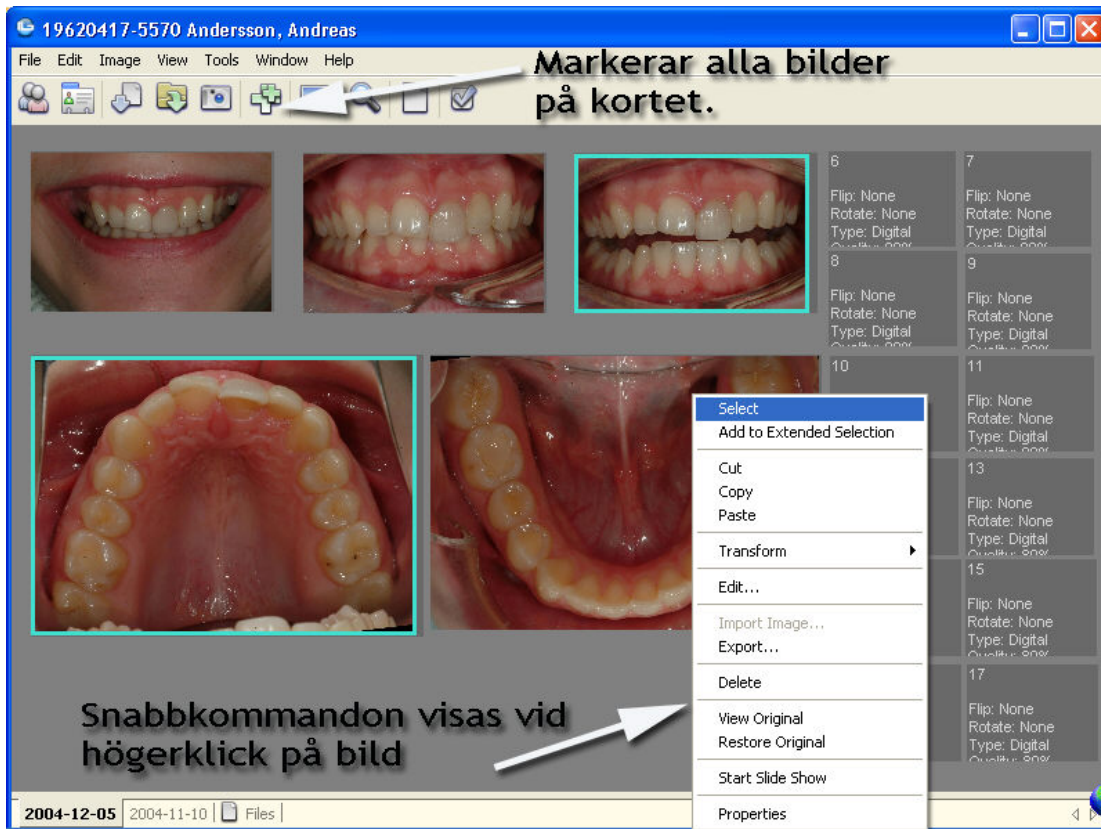 19620417-5570 Andersson, Andreas
File Edit Image View Tools Window Help
Markerar alla bilder
på kortet.
6
Flip: None
Rotate: None
Type: Digital
7
Flip: None
Rotate: None
Type: Digital
8
Flip: None
Rotate: None
Type: Digital
9
Flip: None
Rotate: None
Type: Digital
10
11
Flip: None
Rotate: None
Type: Digital
13
Flip: None
Rotate: None
Type: Digital
15
Flip: None
Rotate: None
Type: Digital
17
Flip: None
Rotate: None
Type: Digital
Select
Add to Extended Selection
Cut
Copy
Paste
Transform
Edit...
Import Image...
Export...
Delete
View Original
Restore Original
Start Slide Show
Properties
Snabbkommandon visas vid
högerklick på bild
2004-12-05 2004-11-10 Files